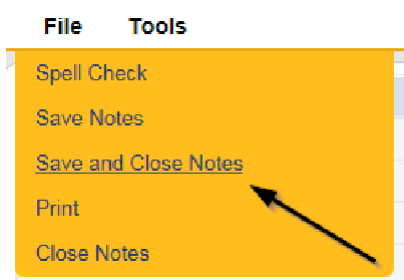 File Tools
Spell Check
Save Notes
Save and Close Notes
Print
Close Notes